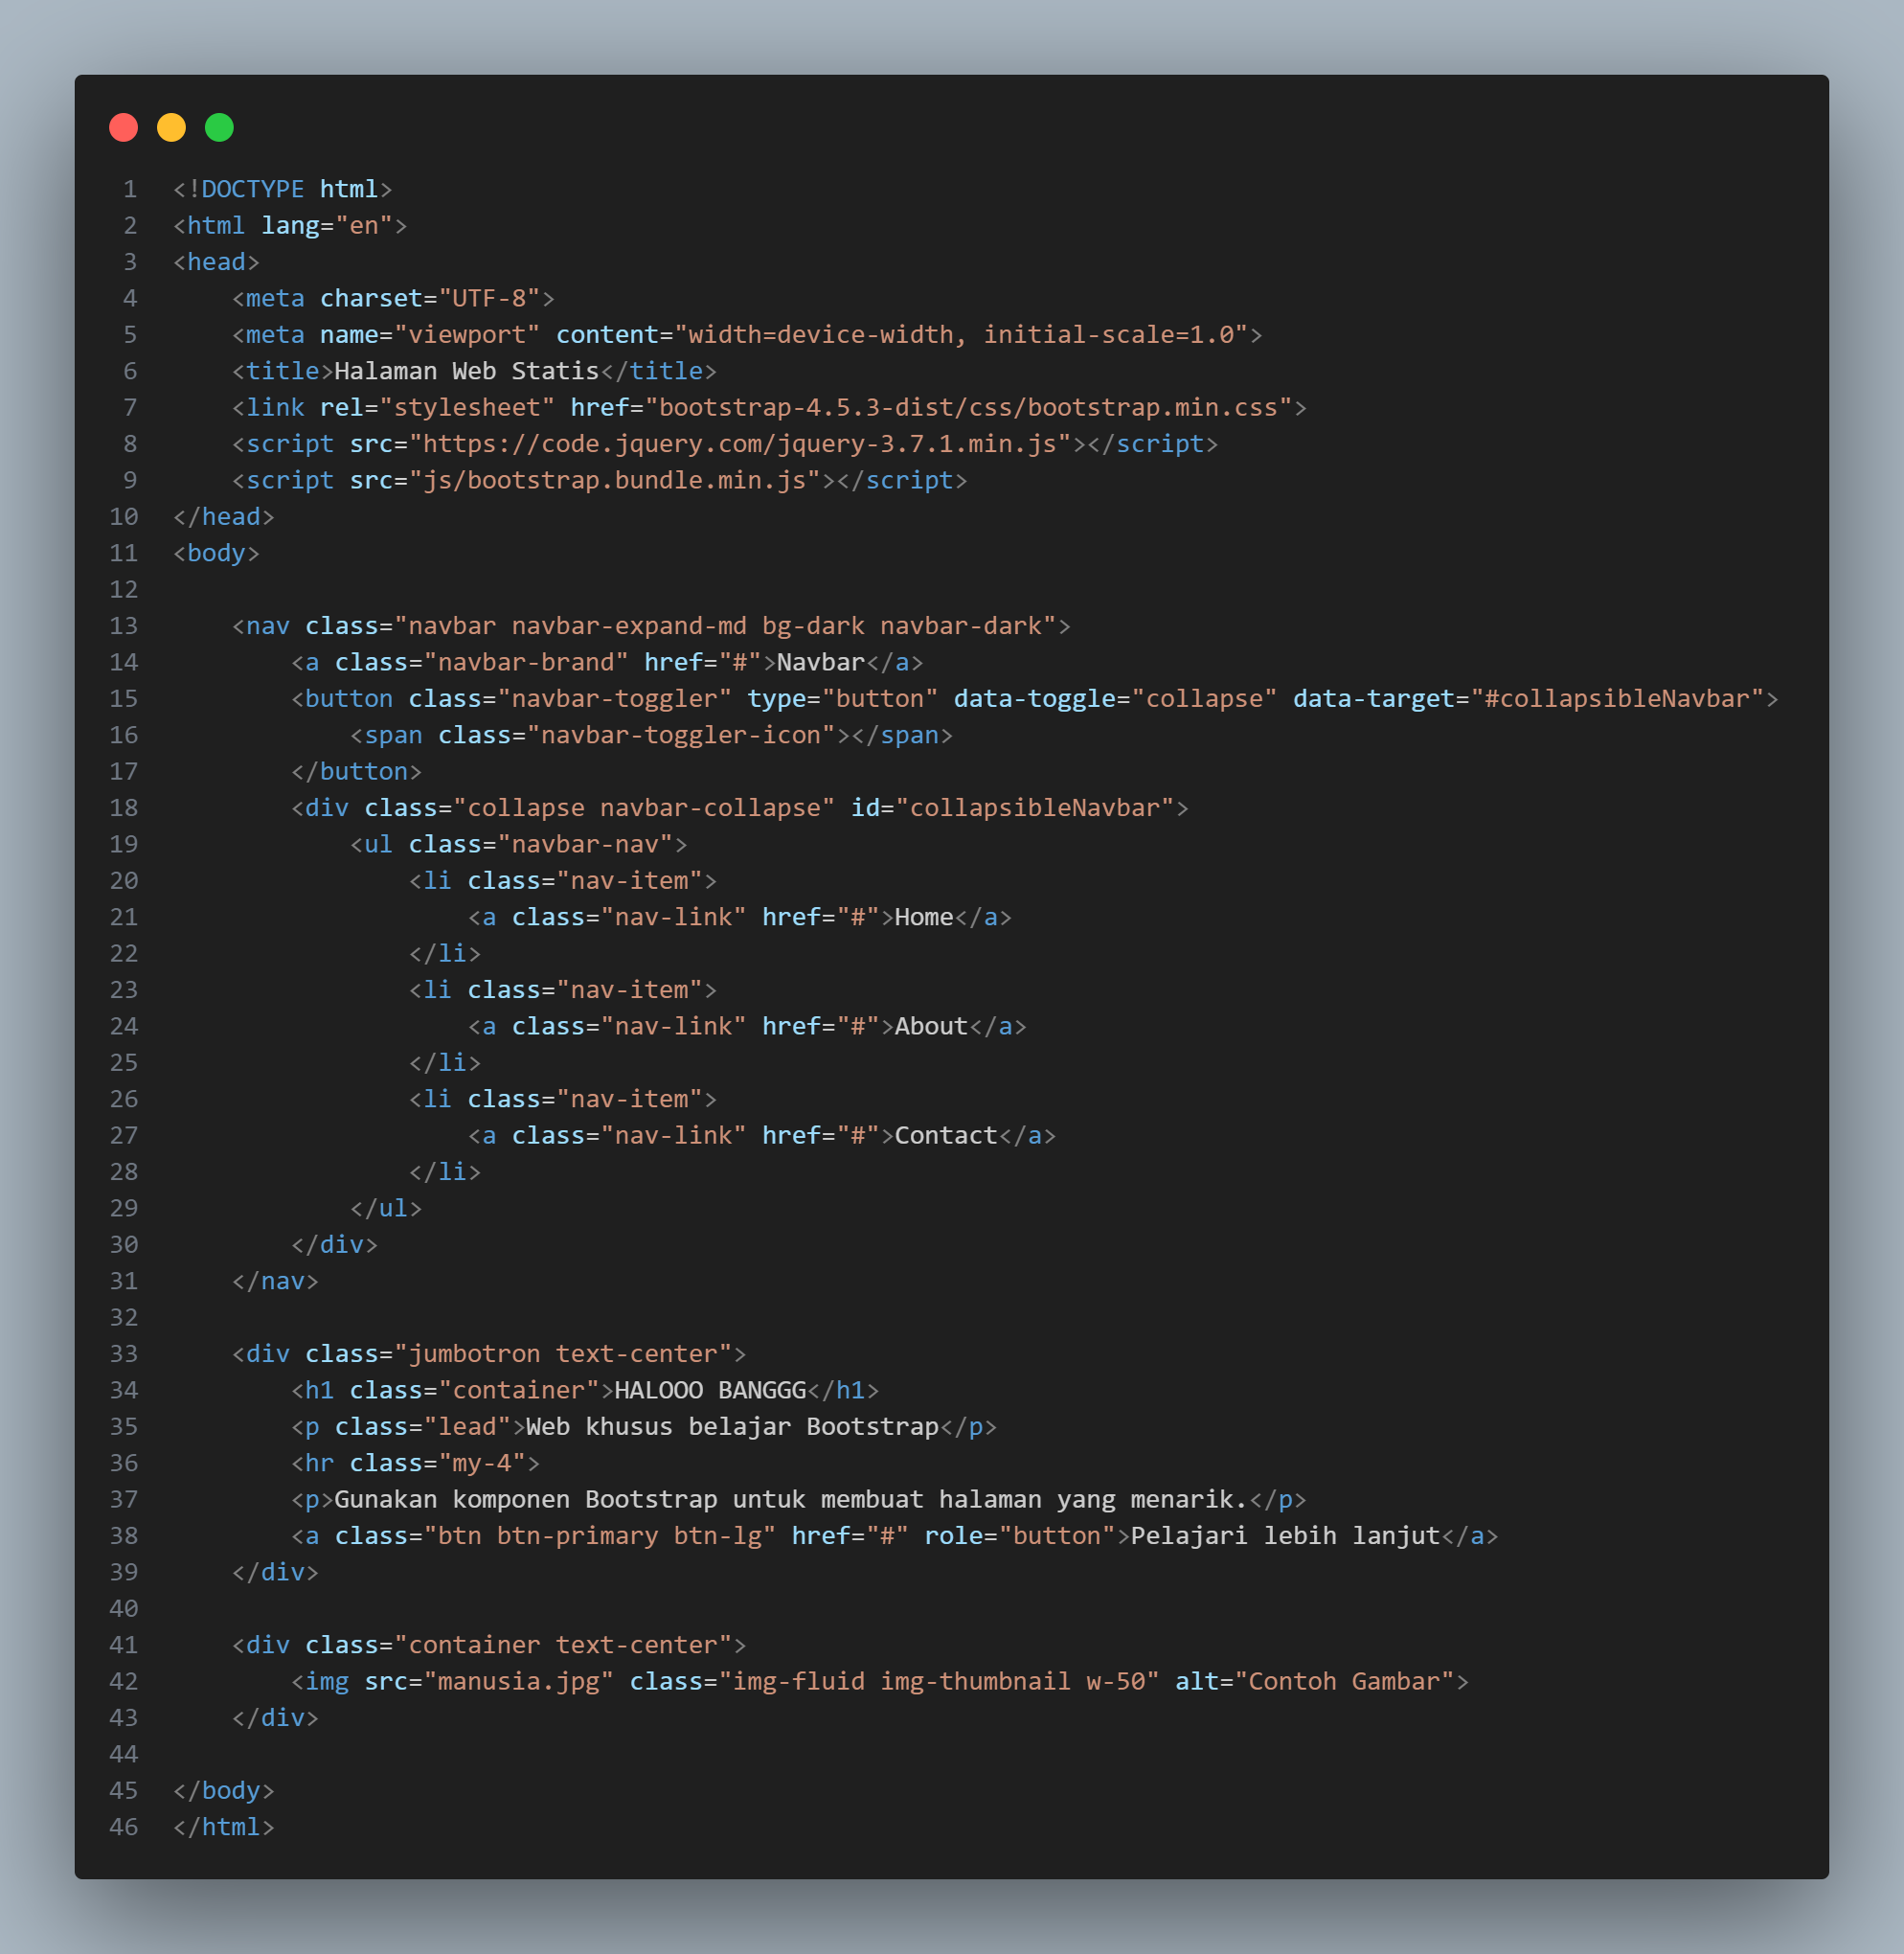 1 <!DOCTYPE html>
2 <html lang="en">
3 <head>
4     <meta charset="UTF-8">
5     <meta name="viewport" content="width=device-width, initial-scale=1.0">
6     <title>Halaman Web Statis</title>
7     <link rel="stylesheet" href="bootstrap-4.5.3-dist/css/bootstrap.min.css">
8     <script src="https://code.jquery.com/jquery-3.7.1.min.js"></script>
9     <script src="js/bootstrap.bundle.min.js"></script>
10 </head>
11 <body>
12
13     <nav class="navbar navbar-expand-md bg-dark navbar-dark">
14         <a class="navbar-brand" href="#">Navbar</a>
15         <button class="navbar-toggler" type="button" data-toggle="collapse" data-target="#collapsibleNavbar">
16             <span class="navbar-toggler-icon"></span>
17         </button>
18         <div class="collapse navbar-collapse" id="collapsibleNavbar">
19             <ul class="navbar-nav">
20                 <li class="nav-item">
21                     <a class="nav-link" href="#">Home</a>
22                 </li>
23                 <li class="nav-item">
24                     <a class="nav-link" href="#">About</a>
25                 </li>
26                 <li class="nav-item">
27                     <a class="nav-link" href="#">Contact</a>
28                 </li>
29             </ul>
30         </div>
31     </nav>
32
33     <div class="jumbotron text-center">
34         <h1 class="container">HALOOO BANGGG</h1>
35         <p class="lead">Web khusus belajar Bootstrap</p>
36         <hr class="my-4">
37         <p>Gunakan komponen Bootstrap untuk membuat halaman yang menarik.</p>
38         <a class="btn btn-primary btn-lg" href="#" role="button">Pelajari lebih lanjut</a>
39     </div>
40
41     <div class="container text-center">
42         <img src="manusia.jpg" class="img-fluid img-thumbnail w-50" alt="Contoh Gambar">
43     </div>
44
45 </body>
46 </html>